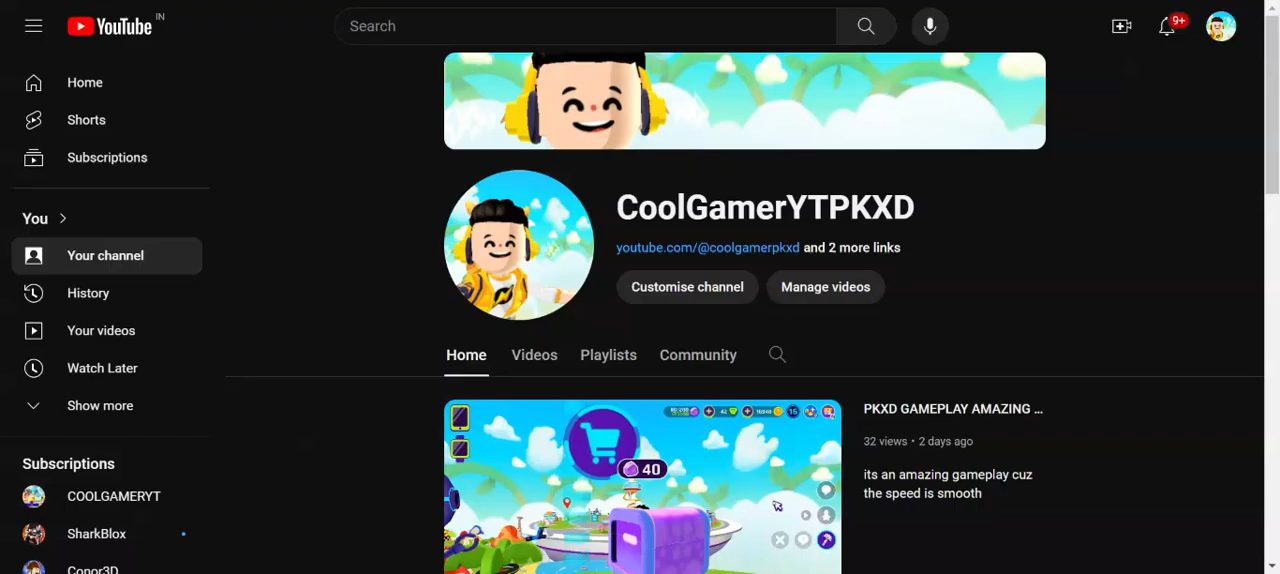 YouTube IN
Search
9+
Home
Shorts
Subscriptions
You
Your channel
History
Your videos
Watch Later
Show more
Subscriptions
COOLGAMERYT
SharkBlox
Conor3D
CoolGamerYTPKXD
youtube.com/@coolgamerpkxd and 2 more links
Customise channel
Manage videos
Home
Videos
Playlists
Community
40
42
15
PKXD GAMEPLAY AMAZING ...
32 views • 2 days ago
its an amazing gameplay cuz
the speed is smooth